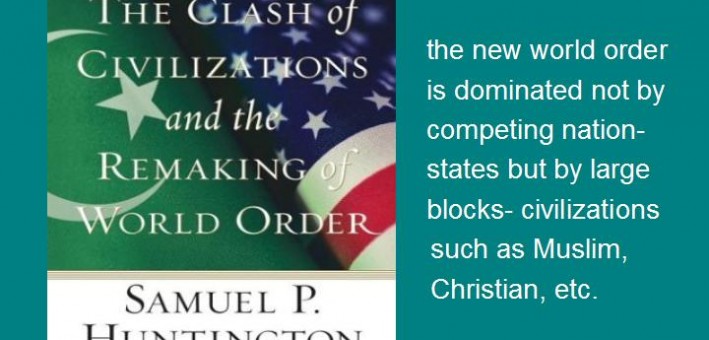 THE CLASH of
CIVILIZATIONS
and the
REMAKING of
WORLD ORDER
SAMUEL P.
HUNTINGTON
the new world order
is dominated not by
competing nation-
states but by large
blocks- civilizations
such as Muslim,
Christian, etc.